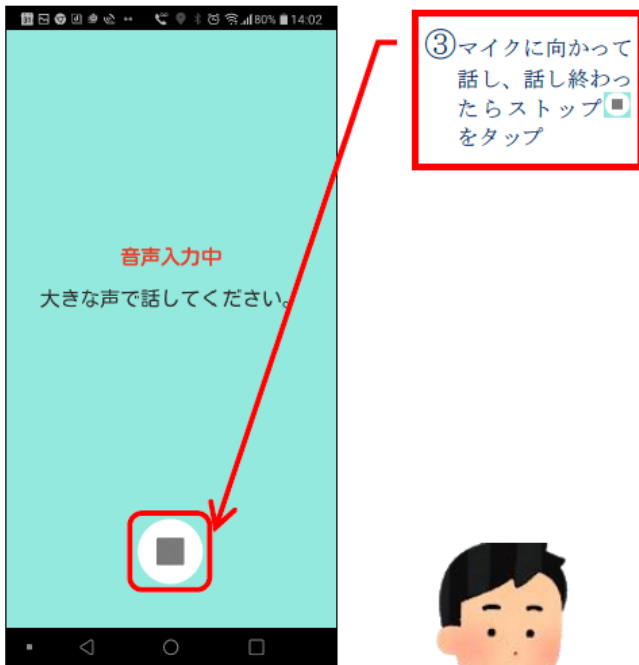 80% 14:02
③マイクに向かって
話し、話し終わっ
たらストップ
をタップ
音声入力中
大きな声で話してください。